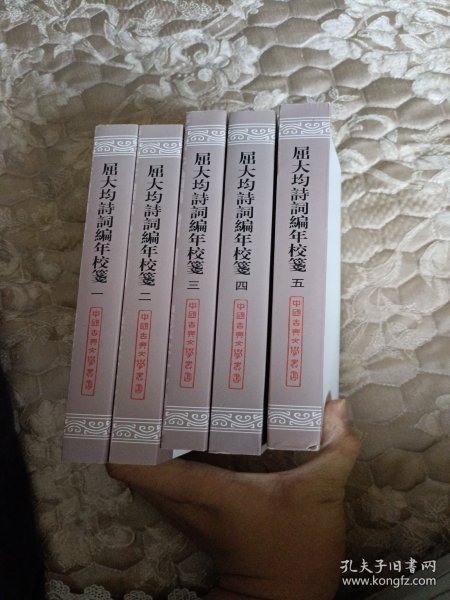 屈大均詩詞編年校箋 一
中國古典文學叢書
屈大均詩詞編年校箋 二
中國古典文學叢書
屈大均詩詞編年校箋 三
中國古典文學叢書
屈大均詩詞編年校箋 四
中國古典文學叢書
屈大均詩詞編年校箋 五
中國古典文學叢書
孔夫子旧书网
www.kongfz.com